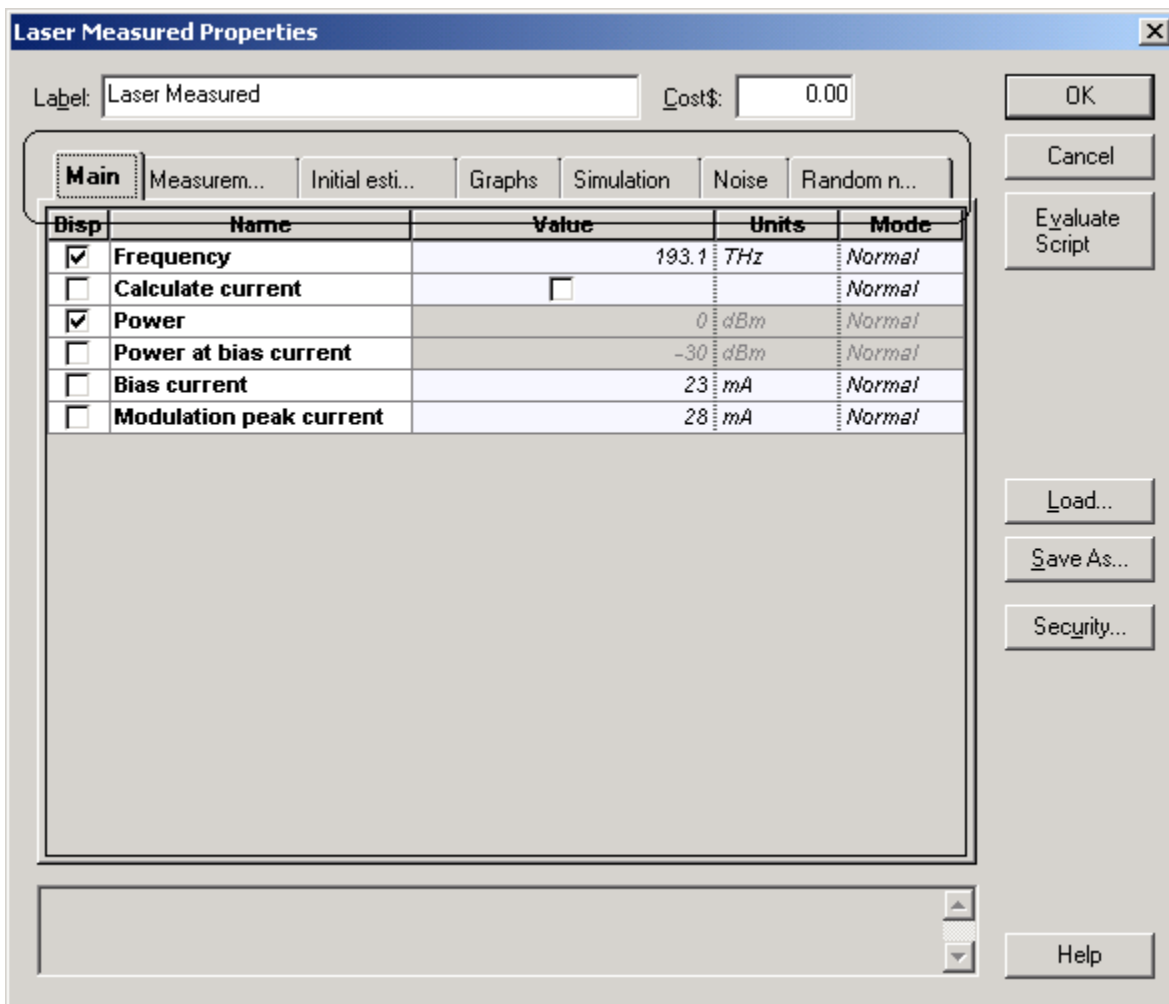 Laser Measured Properties
Label: Laser Measured Cost$: 0.00 OK
Cancel
Main Measurem... Initial esti... Graphs Simulation Noise Random n...
Evaluate Script
Disp Name Value Units Mode
Frequency 193.1 THz Normal
Calculate current Normal
Power 0 dBm Normal
Power at bias current -30 dBm Normal
Bias current 23 mA Normal
Modulation peak current 28 mA Normal
Load...
Save As...
Security...
Help